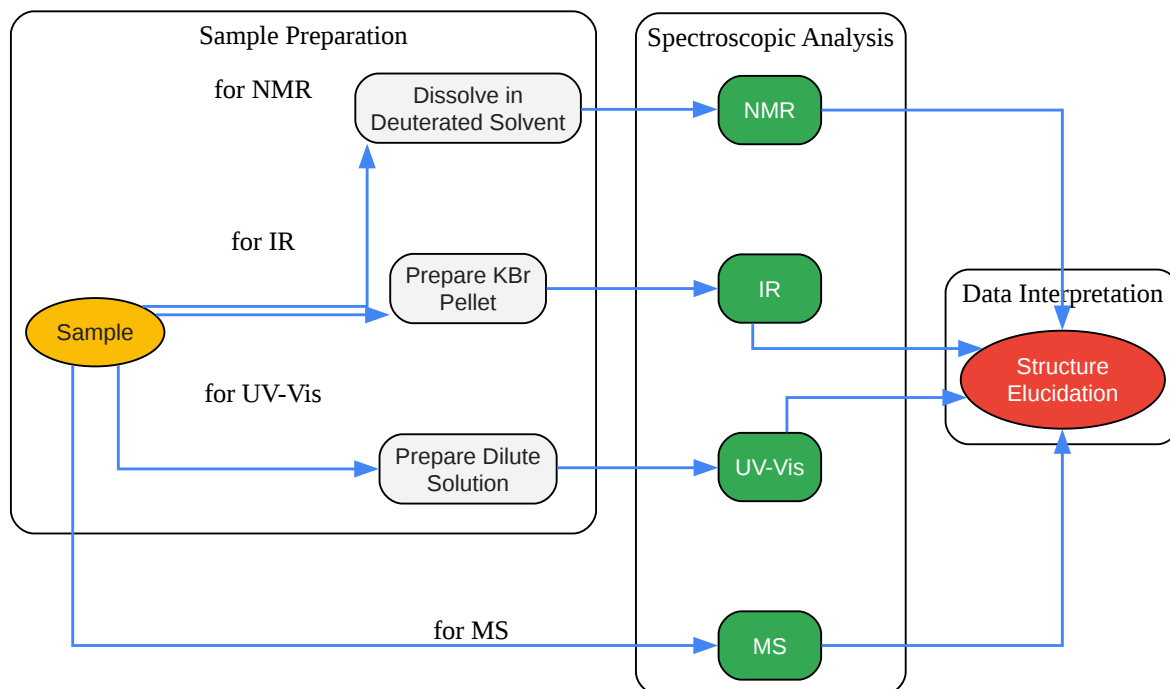 Sample Preparation
Spectroscopic Analysis
for NMR
Dissolve in
Deuterated Solvent
NMR
for IR
Prepare KBr
Pellet
IR
Data Interpretation
Sample
Structure
Elucidation
for UV-Vis
Prepare Dilute
Solution
UV-Vis
for MS
MS